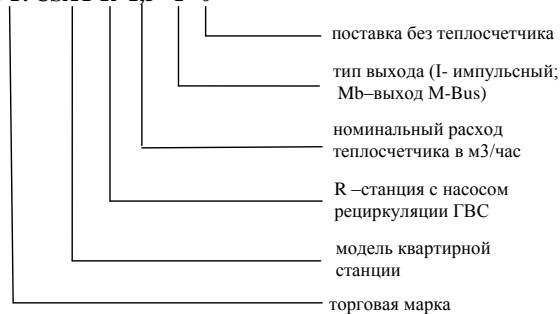 поставка без теплосчетчика
тип выхода (I- импульсный;
Mb–выход M-Bus)
номинальный расход
теплосчетчика в м3/час
R –станция с насосом
рециркуляции ГВС
модель квартирной
станции
торговая марка